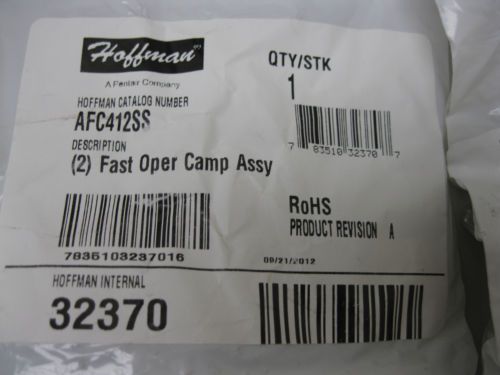 Hoffman®
A Pentair Company
QTY/STK
1
HOFFMAN CATALOG NUMBER
AFC412SS
DESCRIPTION
(2) Fast Oper Camp Assy
7 83510 32370 7
RoHS
PRODUCT REVISION A
7835103237016
09/21/2012
HOFFMAN INTERNAL
32370